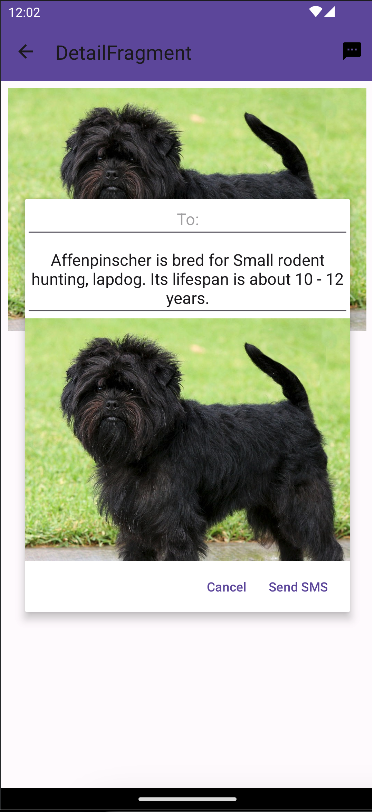 12:02
DetailFragment
To:
Affenpinscher is bred for Small rodent
hunting, lapdog. Its lifespan is about 10 - 12
years.
Cancel Send SMS